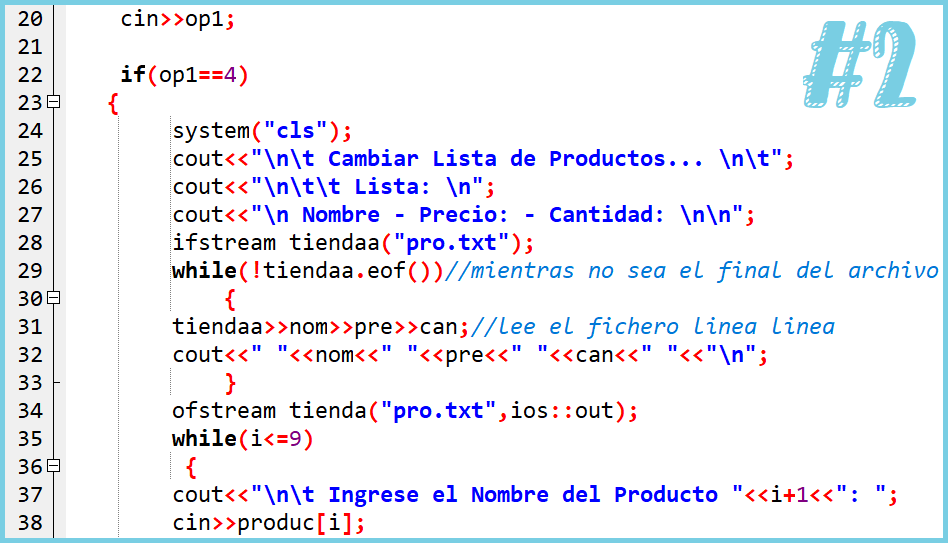 #2
20 cin>>op1;
21
22 if(op1==4)
23 {
24 system("cls");
25 cout<<"\n\t Cambiar Lista de Productos... \n\t";
26 cout<<"\n\t\t Lista: \n";
27 cout<<"\n Nombre - Precio: - Cantidad: \n\n";
28 ifstream tiendaa("pro.txt");
29 while(!tiendaa.eof())//mientras no sea el final del archivo
30 {
31 tiendaa>>nom>>pre>>can;//lee el fichero linea linea
32 cout<<" "<<nom<<" "<<pre<<" "<<can<<" "<<"\n";
33 }
34 ofstream tienda("pro.txt",ios::out);
35 while(i<=9)
36 {
37 cout<<"\n\t Ingrese el Nombre del Producto "<<i+1<<": ";
38 cin>>produc[i];